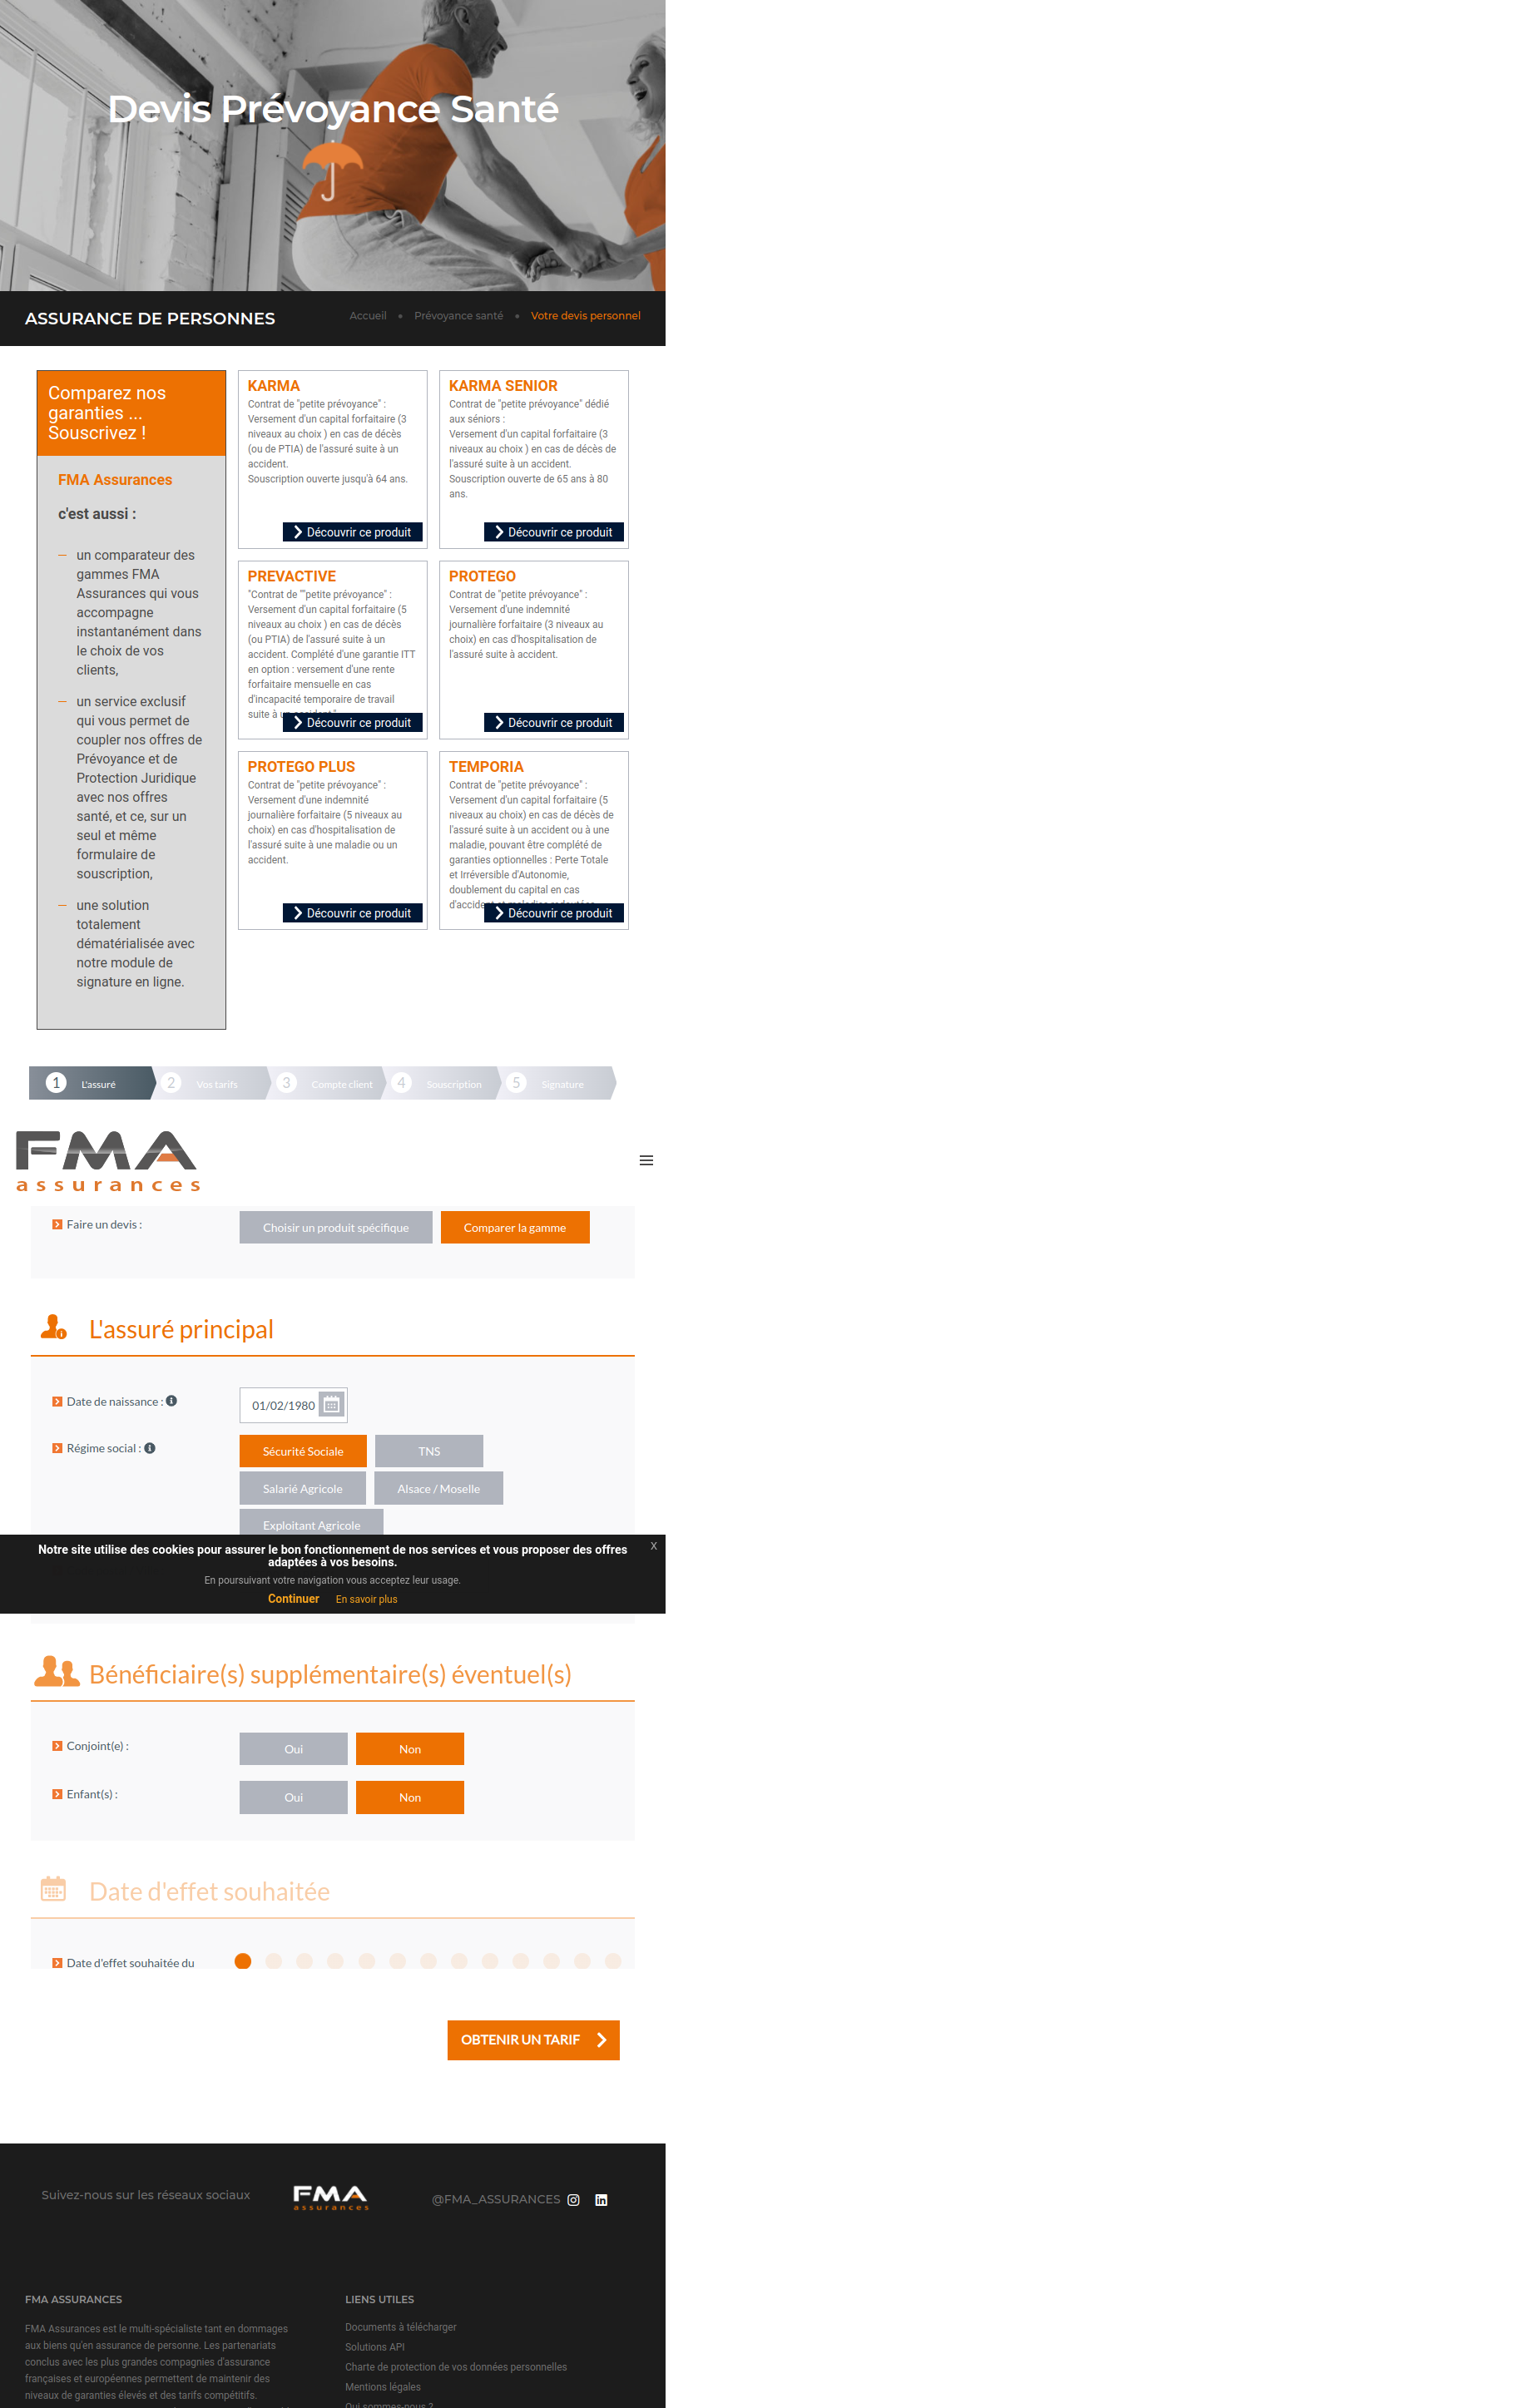 Devis Prévoyance Santé
ASSURANCE DE PERSONNES
Accueil
Prévoyance santé
Votre devis personnel
Comparez nos
garanties ...
Souscrivez !
FMA Assurances
c'est aussi :
un comparateur des
gammes FMA
Assurances qui vous
accompagne
instantanément dans
le choix de vos
clients,
un service exclusif
qui vous permet de
coupler nos offres de
Prévoyance et de
Protection Juridique
avec nos offres
santé, et ce, sur un
seul et même
formulaire de
souscription,
une solution
totalement
dématérialisée avec
notre module de
signature en ligne.
KARMA
Contrat de "petite prévoyance" :
Versement d'un capital forfaitaire (3
niveaux au choix ) en cas de décès
(ou de PTIA) de l'assuré suite à un
accident.
Souscription ouverte jusqu'à 64 ans.
Découvrir ce produit
KARMA SENIOR
Contrat de "petite prévoyance" dédié
aux séniors :
Versement d'un capital forfaitaire (3
niveaux au choix ) en cas de décès de
l'assuré suite à un accident.
Souscription ouverte de 65 ans à 80
ans.
Découvrir ce produit
PREVACTIVE
"Contrat de ""petite prévoyance" :
Versement d'un capital forfaitaire (5
niveaux au choix ) en cas de décès
(ou PTIA) de l'assuré suite à un
accident. Complété d'une garantie ITT
en option : versement d'une rente
forfaitaire mensuelle en cas
d'incapacité temporaire de travail
suite à
Découvrir ce produit
PROTEGO
Contrat de "petite prévoyance" :
Versement d'une indemnité
journalière forfaitaire (3 niveaux au
choix) en cas d'hospitalisation de
l'assuré suite à accident.
Découvrir ce produit
PROTEGO PLUS
Contrat de "petite prévoyance" :
Versement d'une indemnité
journalière forfaitaire (5 niveaux au
choix) en cas d'hospitalisation de
l'assuré suite à une maladie ou un
accident.
Découvrir ce produit
TEMPORIA
Contrat de "petite prévoyance" :
Versement d'un capital forfaitaire (5
niveaux au choix) en cas de décès de
l'assuré suite à un accident ou à une
maladie, pouvant être complété de
garanties optionnelles : Perte Totale
et Irréversible d'Autonomie,
doublement du capital en cas
Découvrir ce produit
1 L'assuré
2 Vos tarifs
3 Compte client
4 Souscription
5 Signature
FMA
assurances
Faire un devis :
Choisir un produit spécifique
Comparer la gamme
L'assuré principal
Date de naissance :
01/02/1980
Régime social :
Sécurité Sociale
TNS
Salarié Agricole
Alsace / Moselle
Exploitant Agricole
Notre site utilise des cookies pour assurer le bon fonctionnement de nos services et vous proposer des offres
adaptées à vos besoins.
x
En poursuivant votre navigation vous acceptez leur usage.
Continuer
En savoir plus
Bénéficiaire(s) supplémentaire(s) éventuel(s)
Conjoint(e) :
Oui
Non
Enfant(s) :
Oui
Non
Date d'effet souhaitée
Date d'effet souhaitée du
OBTENIR UN TARIF
Suivez-nous sur les réseaux sociaux
FMA
assurances
@FMA_ASSURANCES
FMA ASSURANCES
FMA Assurances est le multi-spécialiste tant en dommages
aux biens qu'en assurance de personne. Les partenariats
conclus avec les plus grandes compagnies d'assurance
françaises et européennes permettent de maintenir des
niveaux de garanties élevés et des tarifs compétitifs.
LIENS UTILES
Documents à télécharger
Solutions API
Charte de protection de vos données personnelles
Mentions légales
Qui sommes-nous ?